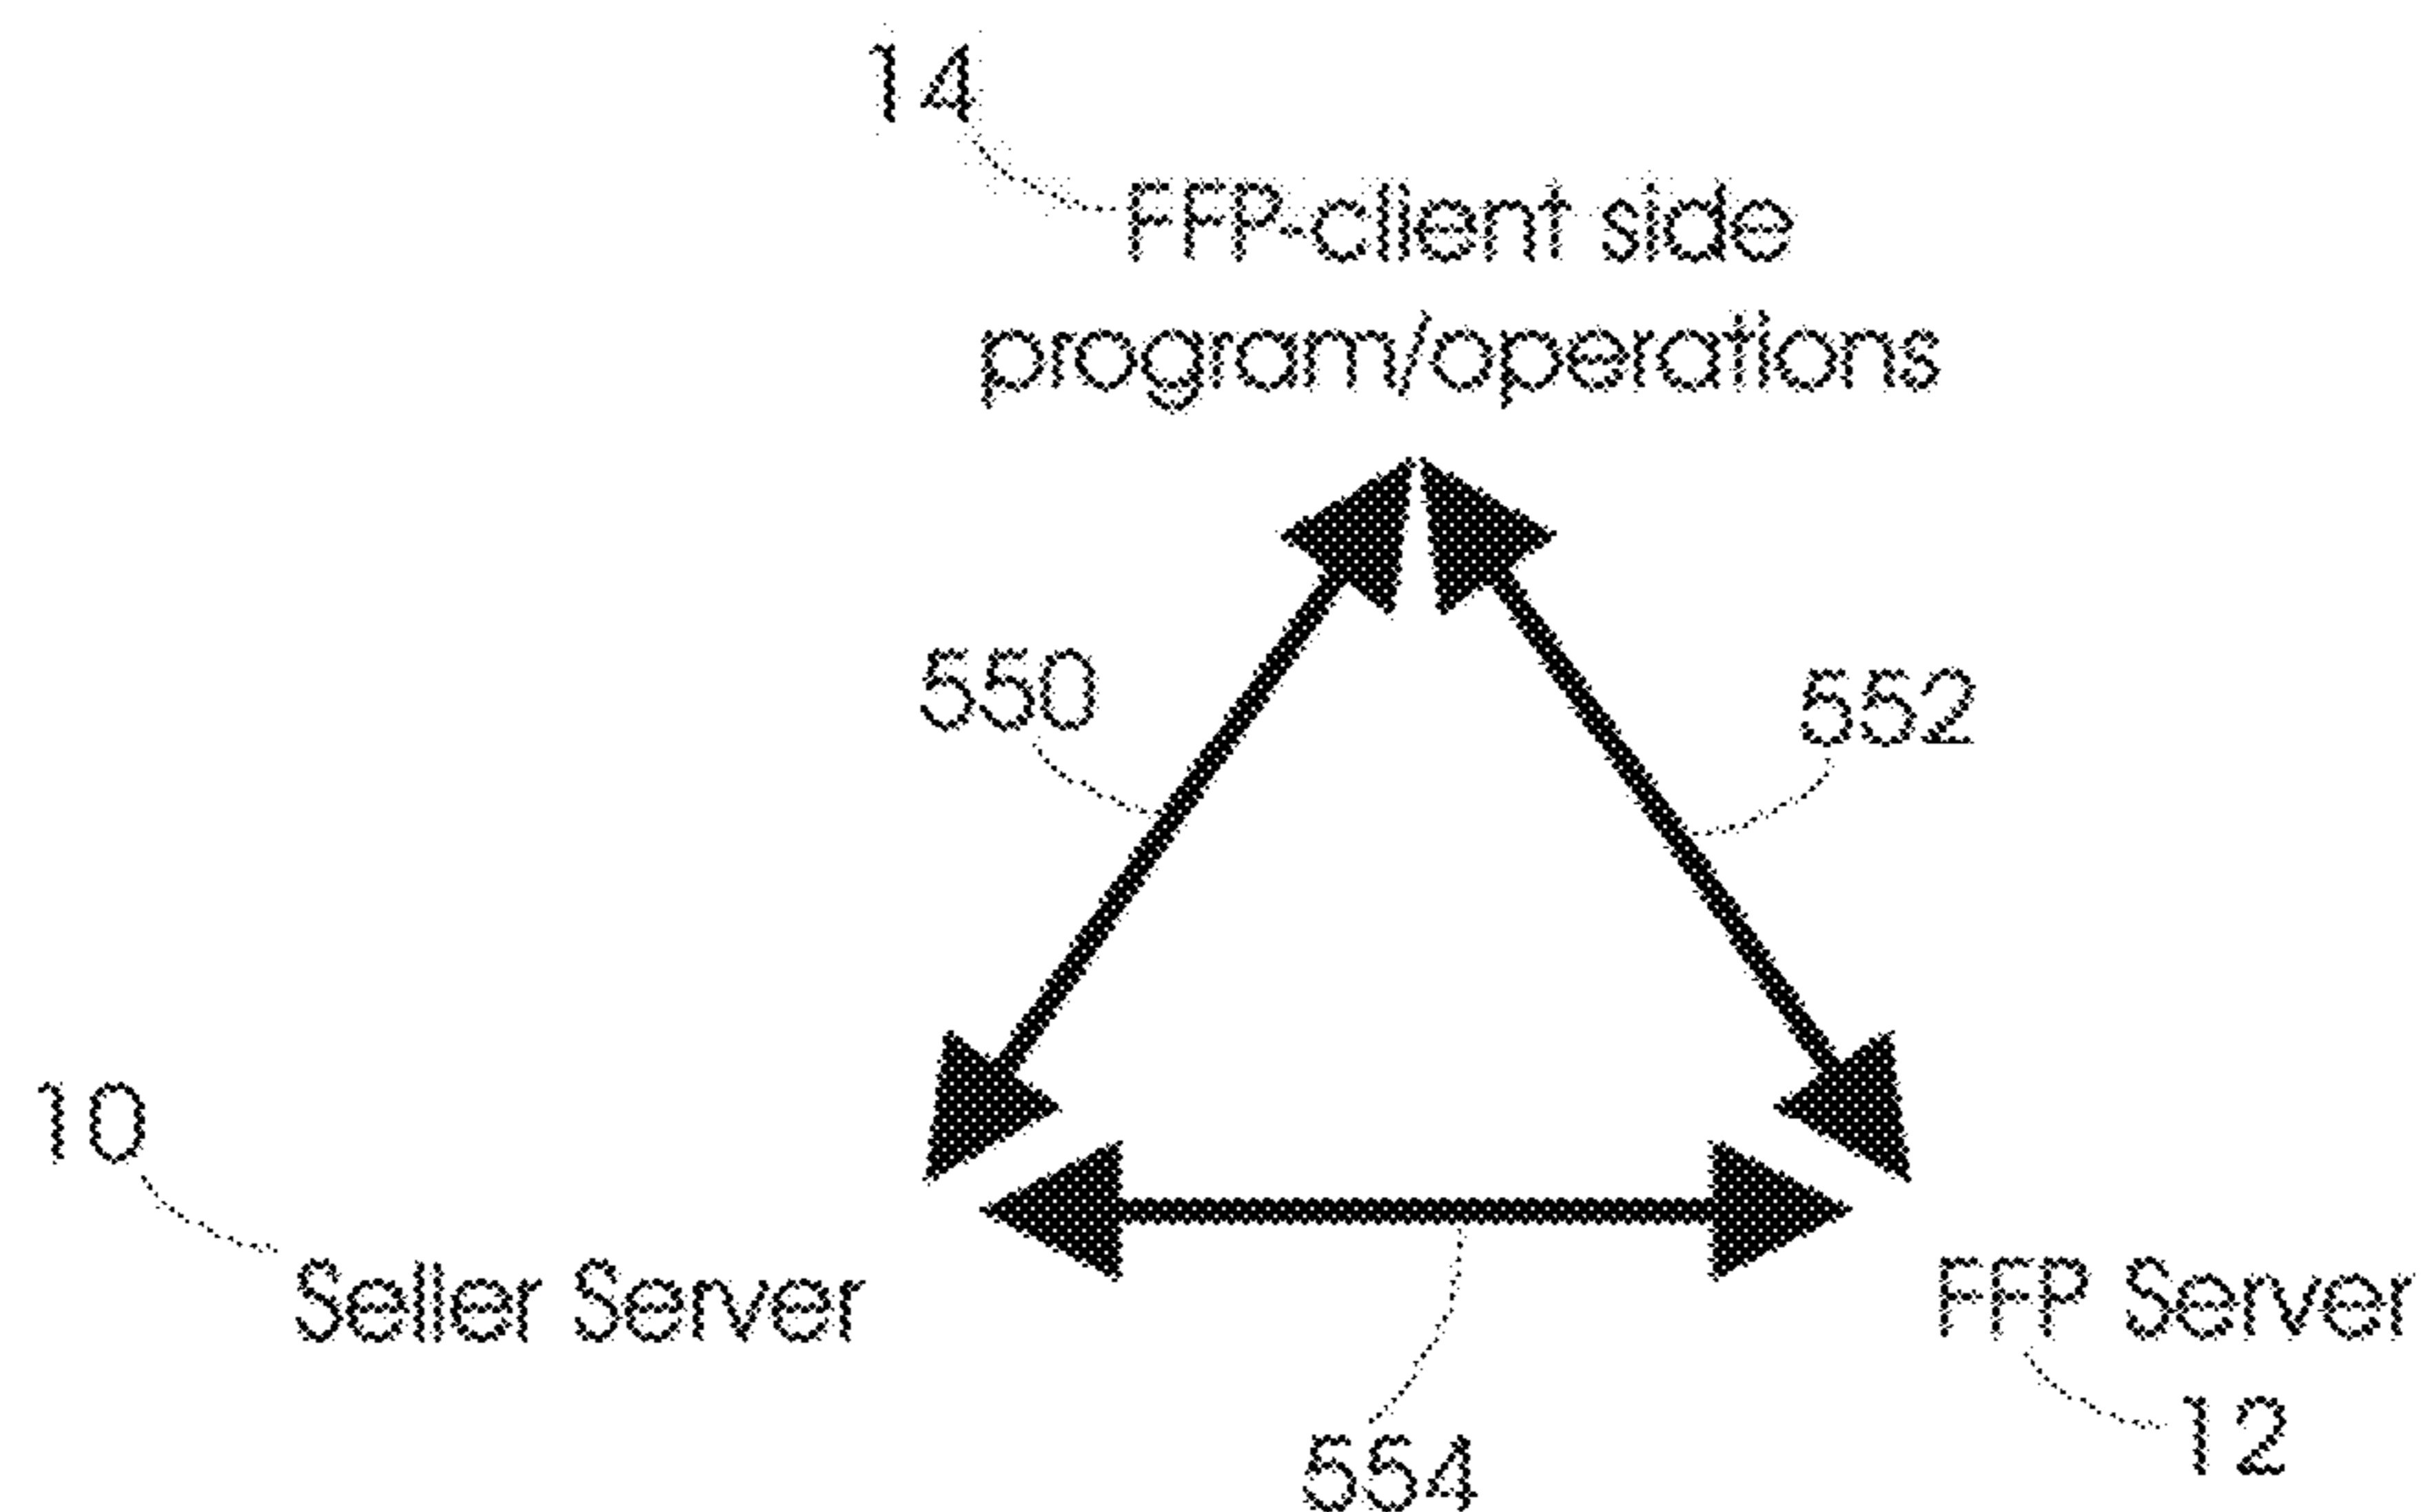 14
FFP-client side
program/operations
550
552
10
Seller Server
FFP Server
12
554